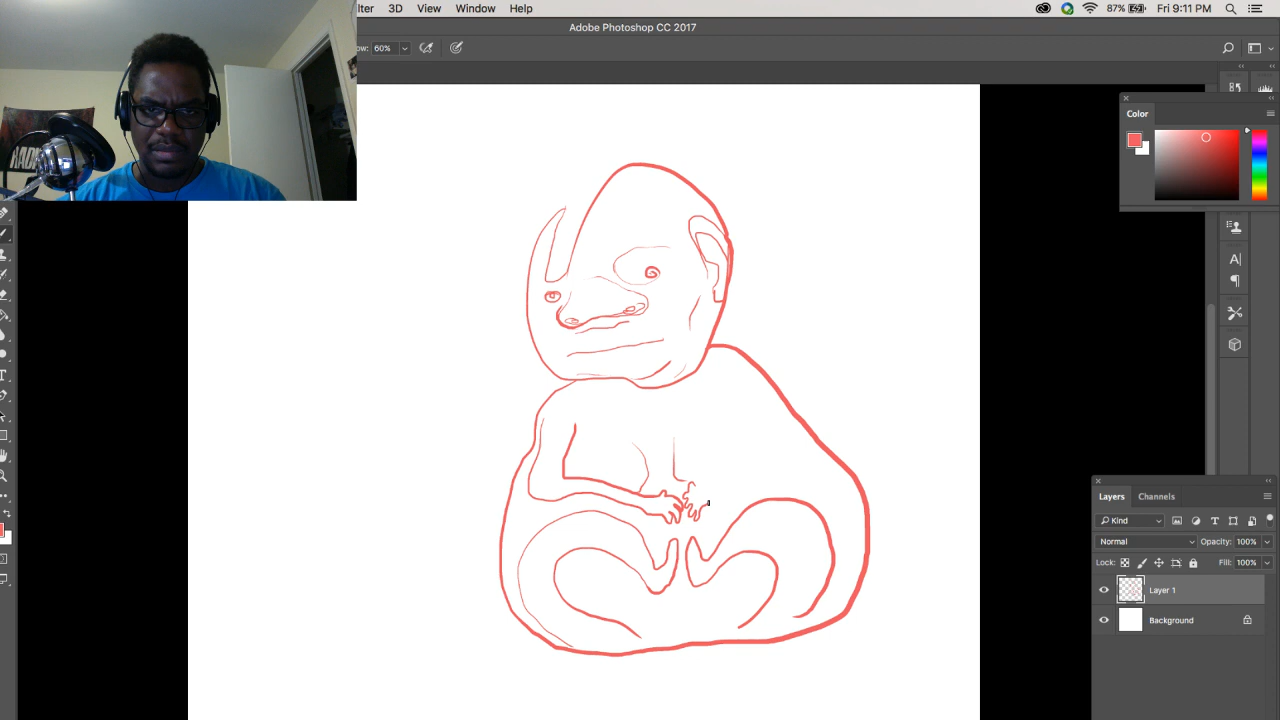 lter 3D View Window Help 87% Fri 9:11 PM
Adobe Photoshop CC 2017
ow: 60%
Color
A
T
Layers Channels
Kind T
Normal Opacity: 100%
Lock: Fill: 100%
Layer 1
Background